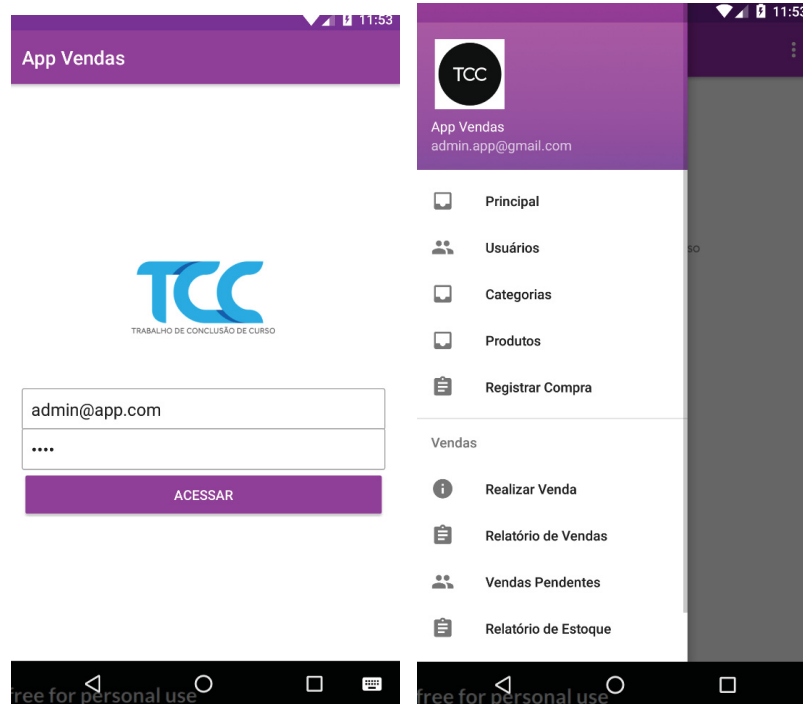 11:53
App Vendas
TCC
TRABALHO DE CONCLUSÃO DE CURSO
admin@app.com
••••
ACESSAR
free for personal use
11:53
TCC
App Vendas
admin.app@gmail.com
Principal
Usuários
so
Categorias
Produtos
Registrar Compra
Vendas
Realizar Venda
Relatório de Vendas
Vendas Pendentes
Relatório de Estoque
free for personal use